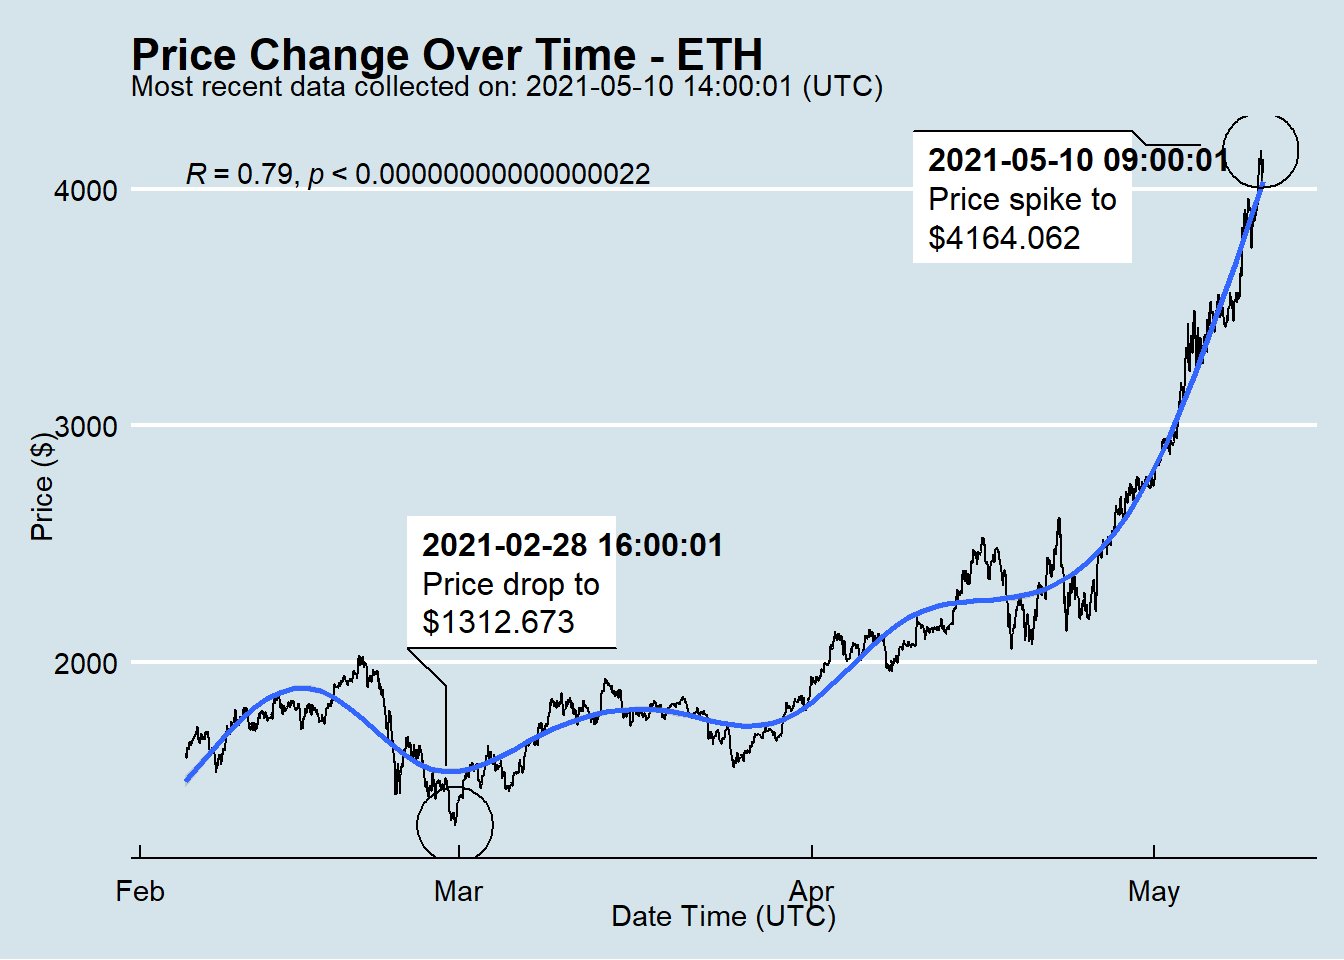 Price Change Over Time - ETH
Most recent data collected on: 2021-05-10 14:00:01 (UTC)
R = 0.79, p < 0.00000000000000022
2021-05-10 09:00:01
Price spike to
$4164.062
4000
3000
2000
Price ($)
2021-02-28 16:00:01
Price drop to
$1312.673
Feb Mar Apr May
Date Time (UTC)